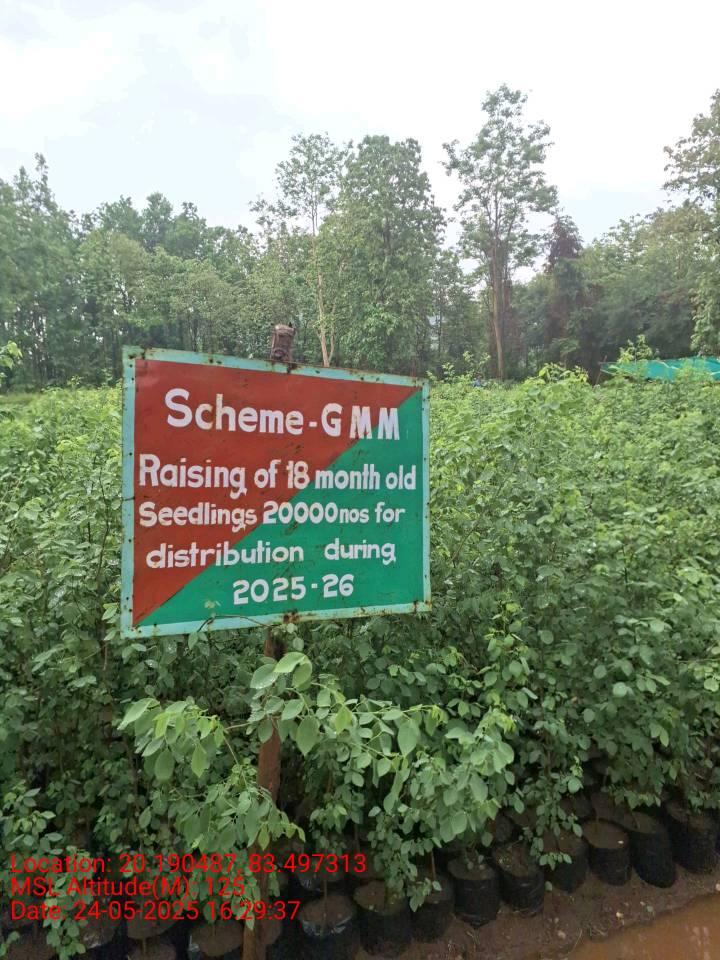 Scheme-GMM
Raising of 18 month old
Seedlings 20000nos for
distribution during
2025-26
Location: 20.190487, 83.497313
MSL Altitude(M): 125
Date: 24-05-2025 16:29:37